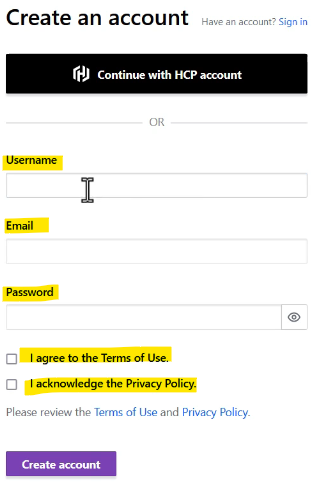 Create an account
Have an account? Sign in
Continue with HCP account
OR
Username
Email
Password
I agree to the Terms of Use.
I acknowledge the Privacy Policy.
Please review the Terms of Use and Privacy Policy.
Create account